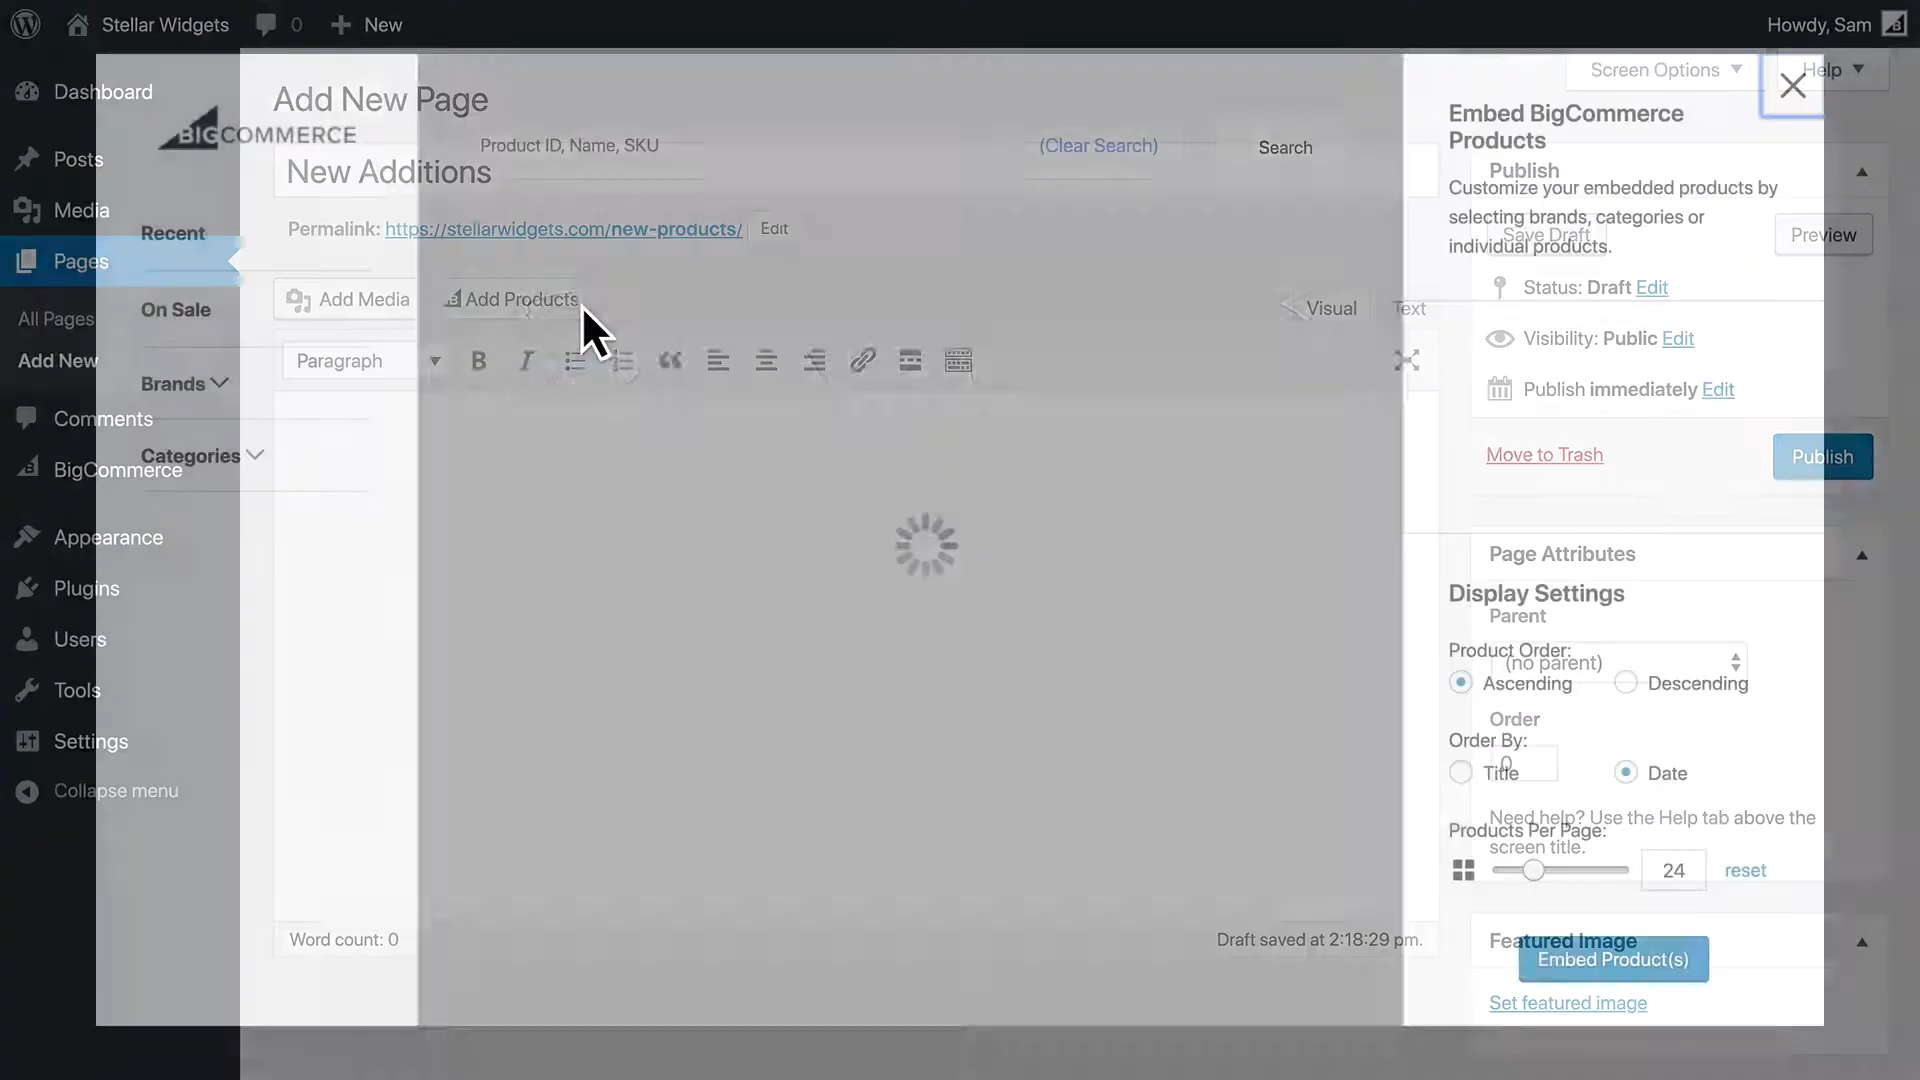 Stellar Widgets
0
New
Howdy, Sam
Dashboard
Posts
Media
Pages
All Pages
Add New
Comments
BigCommerce
Appearance
Plugins
Users
Tools
Settings
Collapse menu
BIGCOMMERCE
Recent
On Sale
Brands
Categories
Add New Page
New Additions
Permalink: https://stellarwidgets.com/new-products/ Edit
Add Media
Add Products
Visual
Text
Paragraph
B
I
Word count: 0
Draft saved at 2:18:29 pm.
Product ID, Name, SKU
(Clear Search)
Search
Screen Options
Help
Embed BigCommerce
Products
Customize your embedded products by
selecting brands, categories or
individual products.
Display Settings
Product Order:
Ascending
Descending
Order By:
Title
Date
Products Per Page:
24
reset
Embed Product(s)
Publish
Save Draft
Preview
Status: Draft Edit
Visibility: Public Edit
Publish immediately Edit
Move to Trash
Publish
Page Attributes
Parent
(no parent)
Order
0
Need help? Use the Help tab above the
screen title.
Featured Image
Set featured image